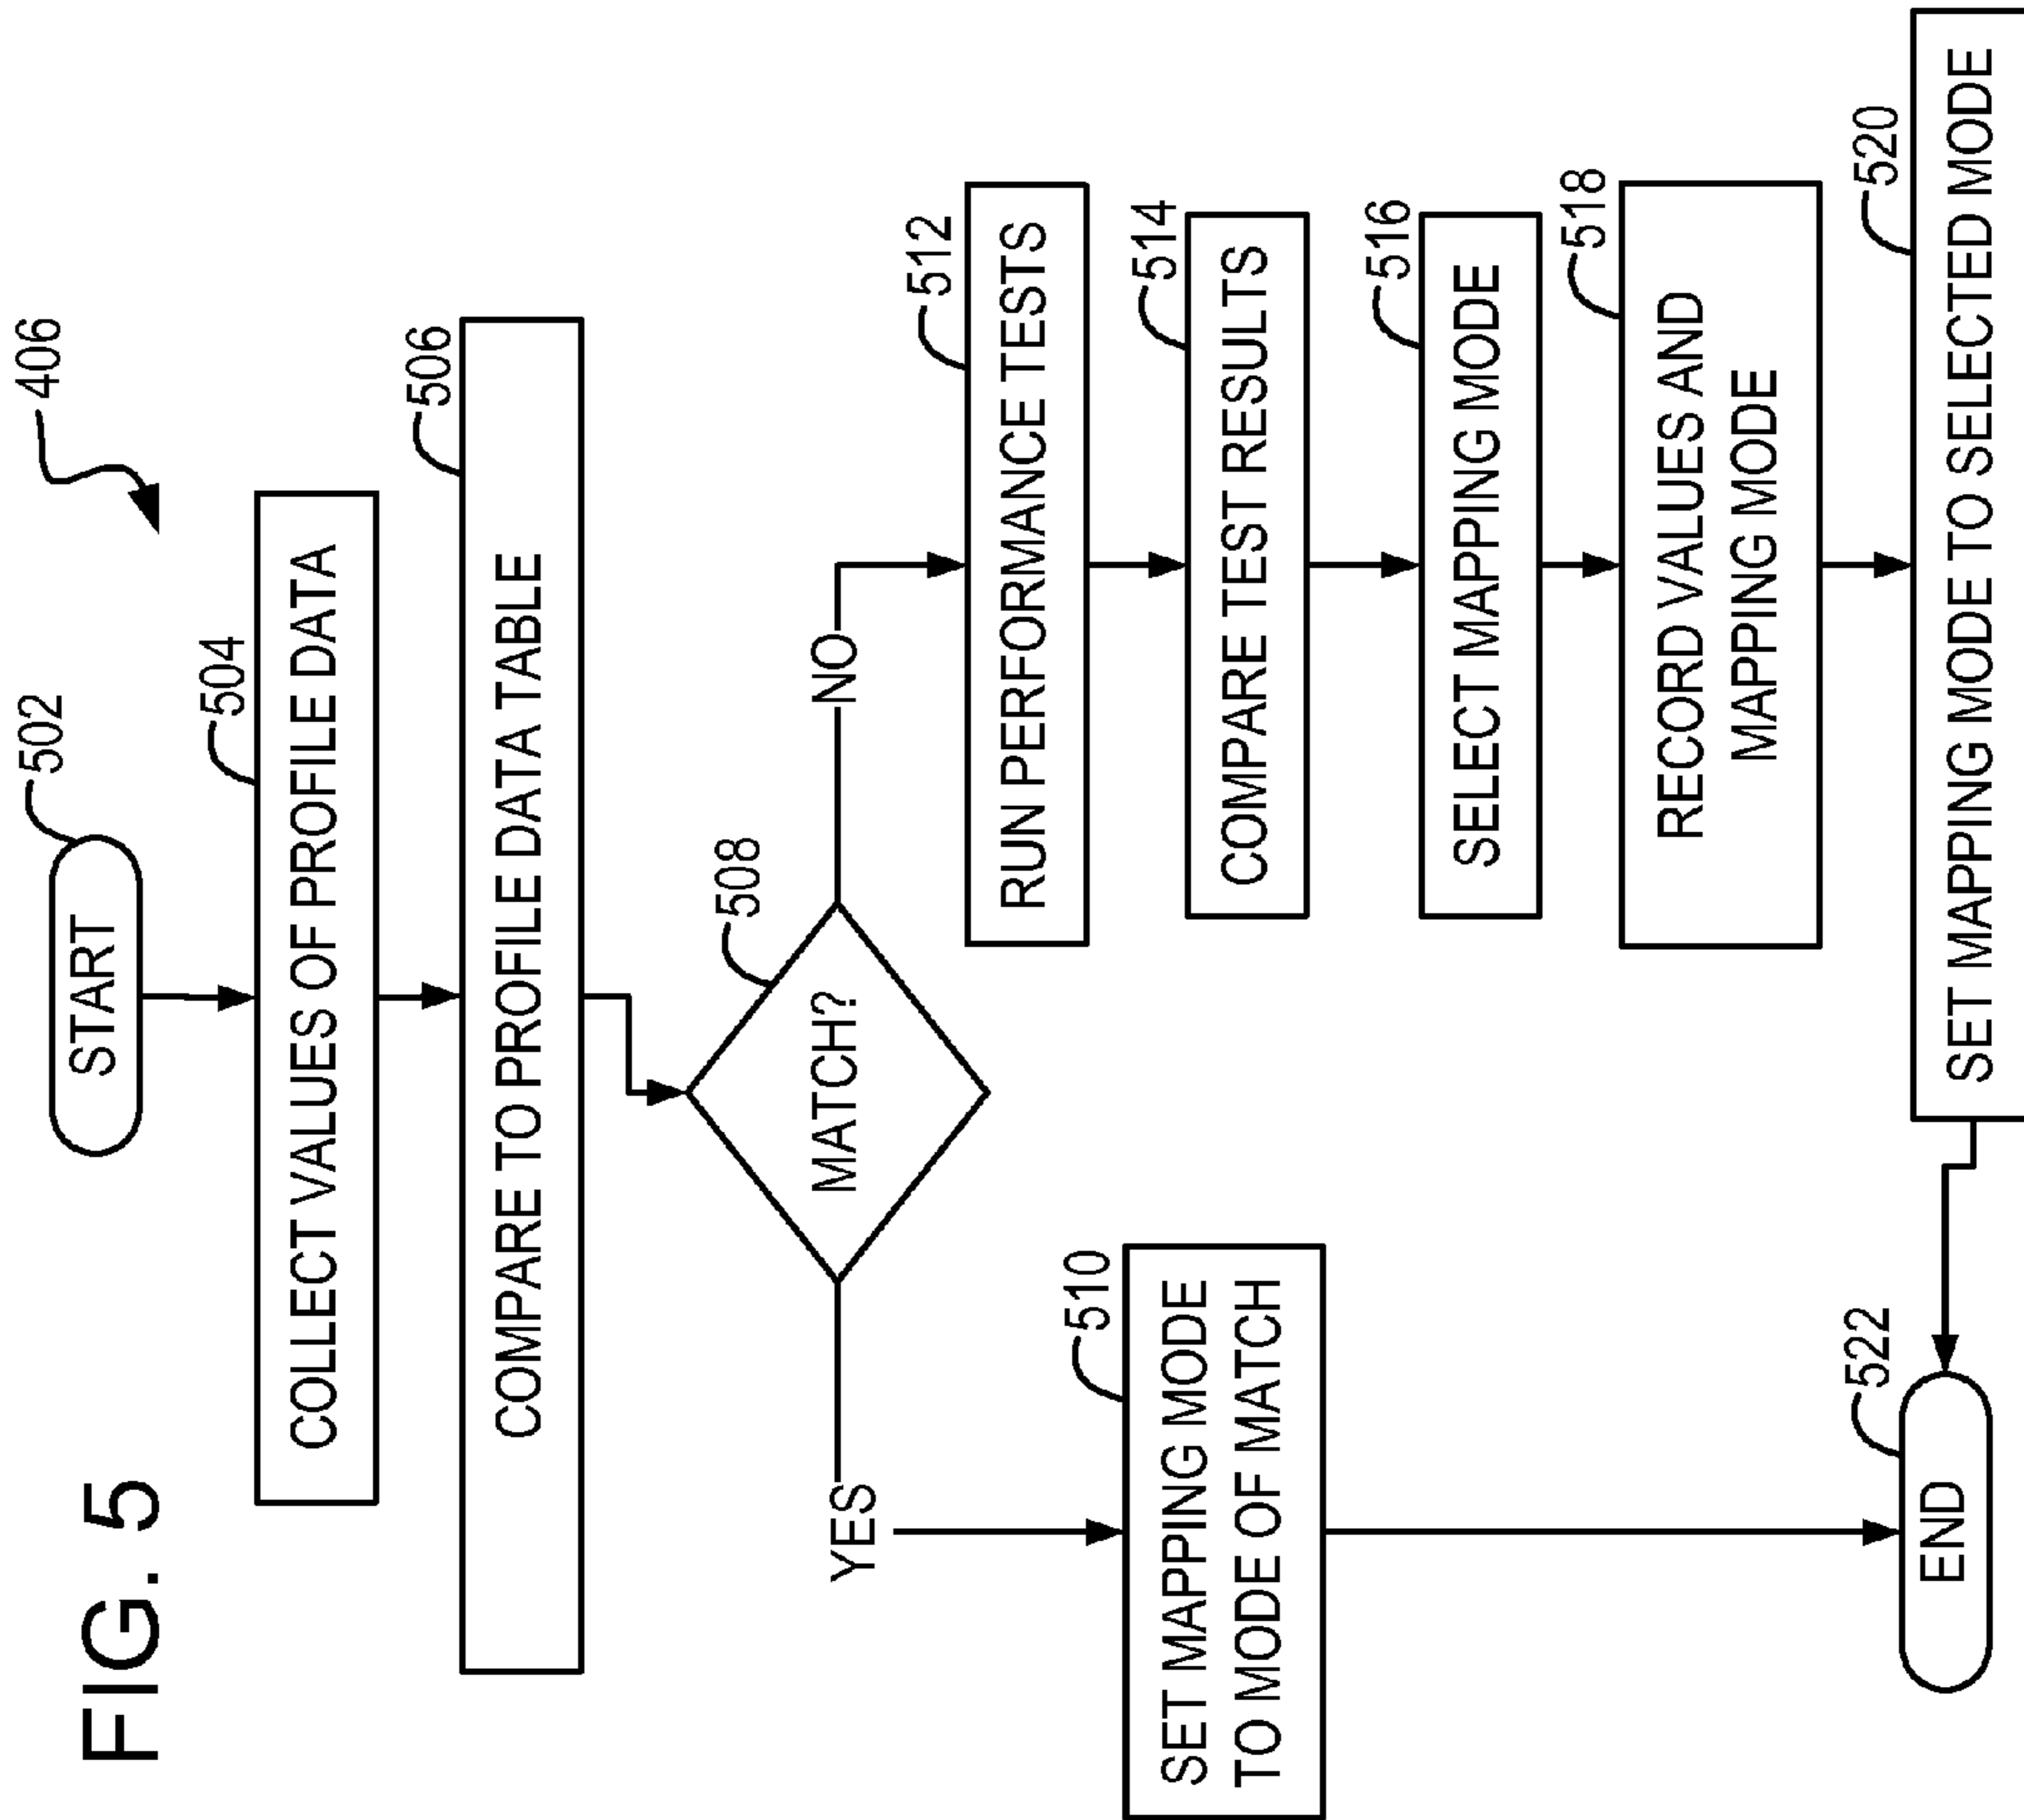 FIG. 5
406
502
START
504
COLLECT VALUES OF PROFILE DATA
506
COMPARE TO PROFILE DATA TABLE
508
MATCH?
YES
NO
510
SET MAPPING MODE
TO MODE OF MATCH
512
RUN PERFORMANCE TESTS
514
COMPARE TEST RESULTS
516
SELECT MAPPING MODE
518
RECORD VALUES AND
MAPPING MODE
520
SET MAPPING MODE TO SELECTED MODE
522
END